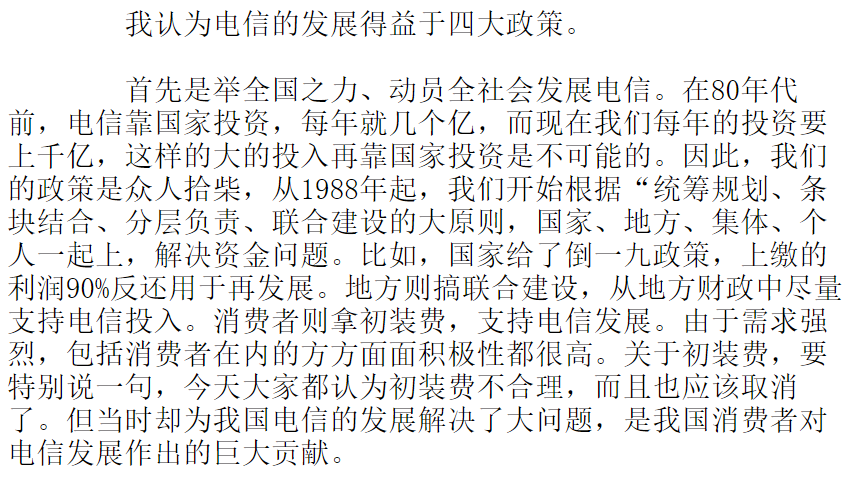 我认为电信的发展得益于四大政策。
首先是举全国之力、动员全社会发展电信。在80年代
前，电信靠国家投资，每年就几个亿，而现在我们每年的投资要
上千亿，这样的大的投入再靠国家投资是不可能的。因此，我们
的政策是众人拾柴，从1988年起，我们开始根据“统筹规划、条
块结合、分层负责、联合建设的大原则，国家、地方、集体、个
人一起上，解决资金问题。比如，国家给了倒一九政策，上缴的
利润90%反还用于再发展。地方则搞联合建设，从地方财政中尽量
支持电信投入。消费者则拿初装费，支持电信发展。由于需求强
烈，包括消费者在内的方方面面积极性都很高。关于初装费，要
特别说一句，今天大家都认为初装费不合理，而且也应该取消
了。但当时却为我国电信的发展解决了大问题，是我国消费者对
电信发展作出的巨大贡献。